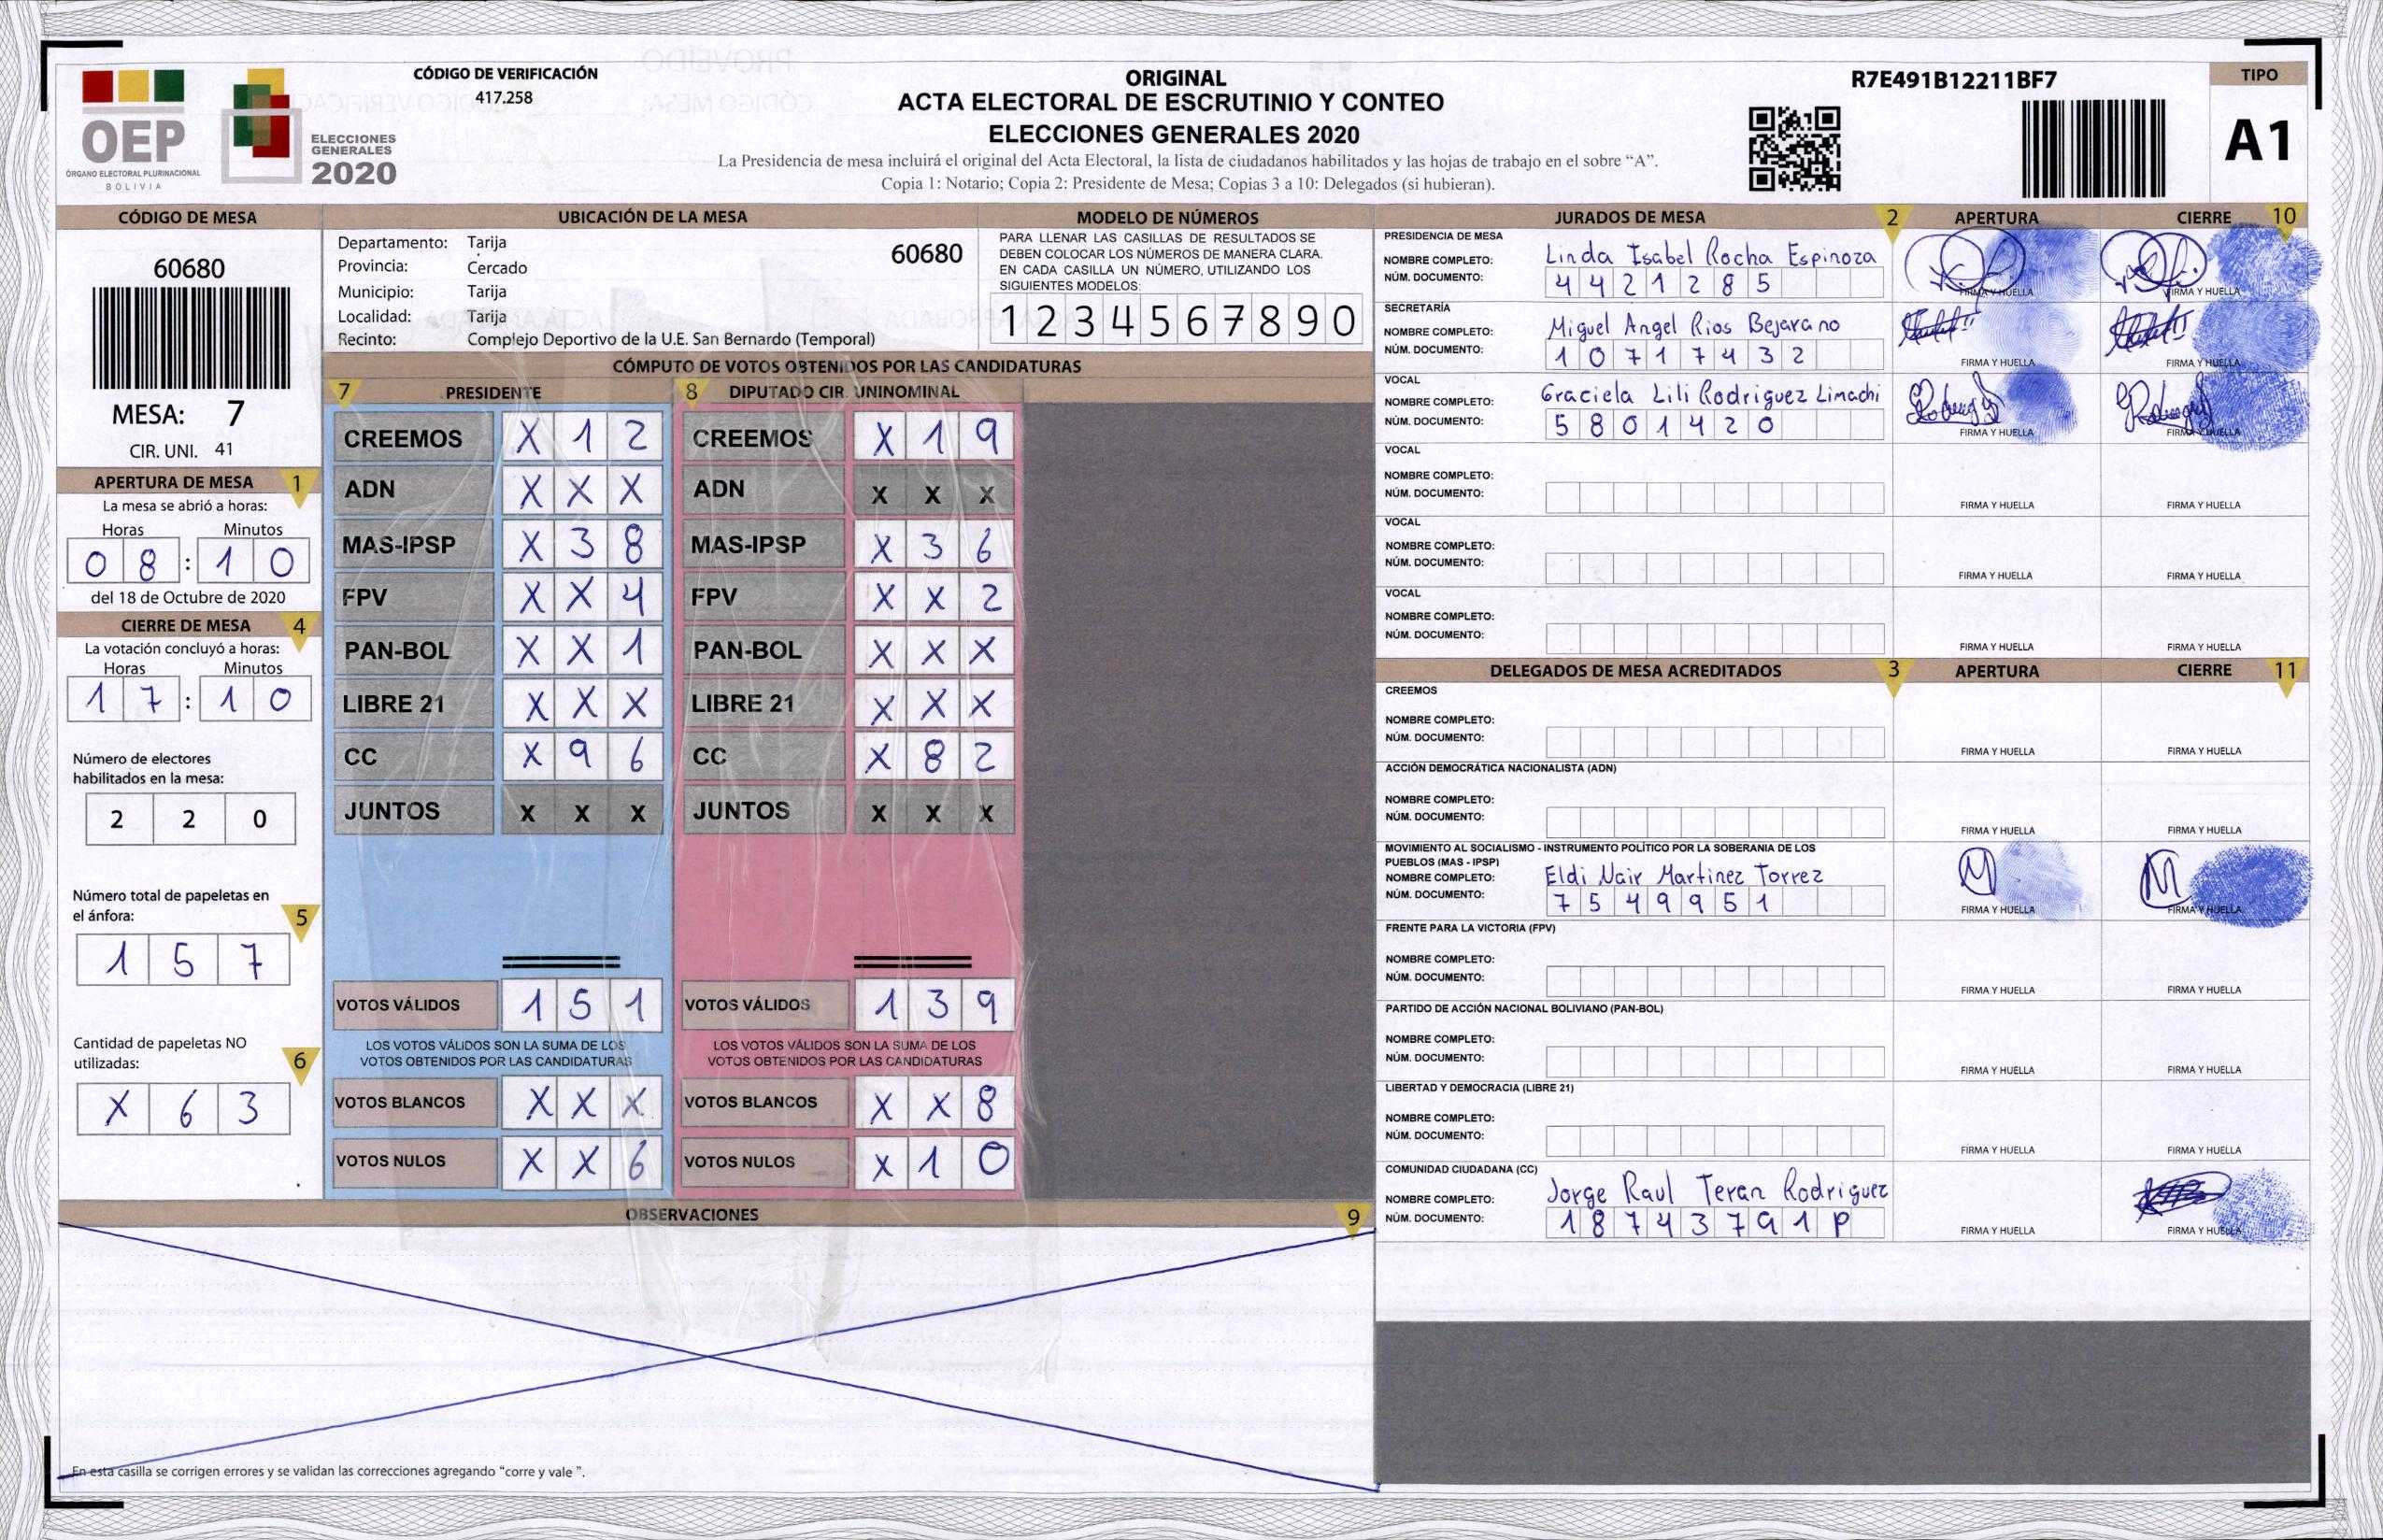 CÓDIGO DE VERIFICACIÓN
417.258
OEP
ÓRGANO ELECTORAL PLURINACIONAL
BOLIVIA
ELECCIONES
GENERALES
2020
ORIGINAL
ACTA ELECTORAL DE ESCRUTINIO Y CONTEO
ELECCIONES GENERALES 2020
La Presidencia de mesa incluirá el original del Acta Electoral, la lista de ciudadanos habilitados y las hojas de trabajo en el sobre “A”.
Copia 1: Notario; Copia 2: Presidente de Mesa; Copias 3 a 10: Delegados (si hubieran).
R7E491B12211BF7
TIPO
A1
CÓDIGO DE MESA
60680
MESA: 7
CIR. UNI. 41
APERTURA DE MESA 1
La mesa se abrió a horas:
Horas Minutos
0 8 : 1 0
del 18 de Octubre de 2020
CIERRE DE MESA 4
La votación concluyó a horas:
Horas Minutos
1 7 : 1 0
Número de electores
habilitados en la mesa:
2 2 0
Número total de papeletas en
el ánfora: 5
1 5 7
Cantidad de papeletas NO
utilizadas: 6
X 6 3
UBICACIÓN DE LA MESA
Departamento: Tarija
60680
Provincia: Cercado
Municipio: Tarija
Localidad: Tarija
Recinto: Complejo Deportivo de la U.E. San Bernardo (Temporal)
MODELO DE NÚMEROS
PARA LLENAR LAS CASILLAS DE RESULTADOS SE
DEBEN COLOCAR LOS NÚMEROS DE MANERA CLARA.
EN CADA CASILLA UN NÚMERO, UTILIZANDO LOS
SIGUIENTES MODELOS:
1 2 3 4 5 6 7 8 9 0
CÓMPUTO DE VOTOS OBTENIDOS POR LAS CANDIDATURAS
7 PRESIDENTE
CREEMOS X 1 2
ADN X X X
MAS-IPSP X 3 8
FPV X X 4
PAN-BOL X X 1
LIBRE 21 X X X
CC X 9 6
JUNTOS X X X
VOTOS VÁLIDOS 1 5 1
LOS VOTOS VÁLIDOS SON LA SUMA DE LOS
VOTOS OBTENIDOS POR LAS CANDIDATURAS
VOTOS BLANCOS X X X
VOTOS NULOS X X 6
8 DIPUTADO CIR. UNINOMINAL
CREEMOS X 1 9
ADN X X X
MAS-IPSP X 3 6
FPV X X 2
PAN-BOL X X X
LIBRE 21 X X X
CC X 8 2
JUNTOS X X X
VOTOS VÁLIDOS 1 3 9
LOS VOTOS VÁLIDOS SON LA SUMA DE LOS
VOTOS OBTENIDOS POR LAS CANDIDATURAS
VOTOS BLANCOS X X 8
VOTOS NULOS X 1 0
OBSERVACIONES 9
En esta casilla se corrigen errores y se validan las correcciones agregando “corre y vale ”.
JURADOS DE MESA 2 APERTURA CIERRE 10
PRESIDENCIA DE MESA
NOMBRE COMPLETO: Linda Isabel Rocha Espinoza
NÚM. DOCUMENTO: 4 4 2 1 2 8 5
FIRMA Y HUELLA FIRMA Y HUELLA
SECRETARÍA
NOMBRE COMPLETO: Miguel Angel Rios Bejarano
NÚM. DOCUMENTO: 1 0 7 1 7 4 3 2
FIRMA Y HUELLA FIRMA Y HUELLA
VOCAL
NOMBRE COMPLETO: Graciela Lili Rodriguez Limachi
NÚM. DOCUMENTO: 5 8 0 1 4 2 0
FIRMA Y HUELLA FIRMA Y HUELLA
VOCAL
NOMBRE COMPLETO:
NÚM. DOCUMENTO:
FIRMA Y HUELLA FIRMA Y HUELLA
VOCAL
NOMBRE COMPLETO:
NÚM. DOCUMENTO:
FIRMA Y HUELLA FIRMA Y HUELLA
VOCAL
NOMBRE COMPLETO:
NÚM. DOCUMENTO:
FIRMA Y HUELLA FIRMA Y HUELLA
DELEGADOS DE MESA ACREDITADOS 3 APERTURA CIERRE 11
CREEMOS
NOMBRE COMPLETO:
NÚM. DOCUMENTO:
FIRMA Y HUELLA FIRMA Y HUELLA
ACCIÓN DEMOCRÁTICA NACIONALISTA (ADN)
NOMBRE COMPLETO:
NÚM. DOCUMENTO:
FIRMA Y HUELLA FIRMA Y HUELLA
MOVIMIENTO AL SOCIALISMO - INSTRUMENTO POLÍTICO POR LA SOBERANIA DE LOS
PUEBLOS (MAS - IPSP)
NOMBRE COMPLETO: Eldi Nair Martinez Torrez
NÚM. DOCUMENTO: 7 5 4 9 9 5 1
FIRMA Y HUELLA FIRMA Y HUELLA
FRENTE PARA LA VICTORIA (FPV)
NOMBRE COMPLETO:
NÚM. DOCUMENTO:
FIRMA Y HUELLA FIRMA Y HUELLA
PARTIDO DE ACCIÓN NACIONAL BOLIVIANO (PAN-BOL)
NOMBRE COMPLETO:
NÚM. DOCUMENTO:
FIRMA Y HUELLA FIRMA Y HUELLA
LIBERTAD Y DEMOCRACIA (LIBRE 21)
NOMBRE COMPLETO:
NÚM. DOCUMENTO:
FIRMA Y HUELLA FIRMA Y HUELLA
COMUNIDAD CIUDADANA (CC)
NOMBRE COMPLETO: Jorge Raul Teran Rodriguez
NÚM. DOCUMENTO: 1 8 7 4 3 7 9 1 P
FIRMA Y HUELLA FIRMA Y HUELLA